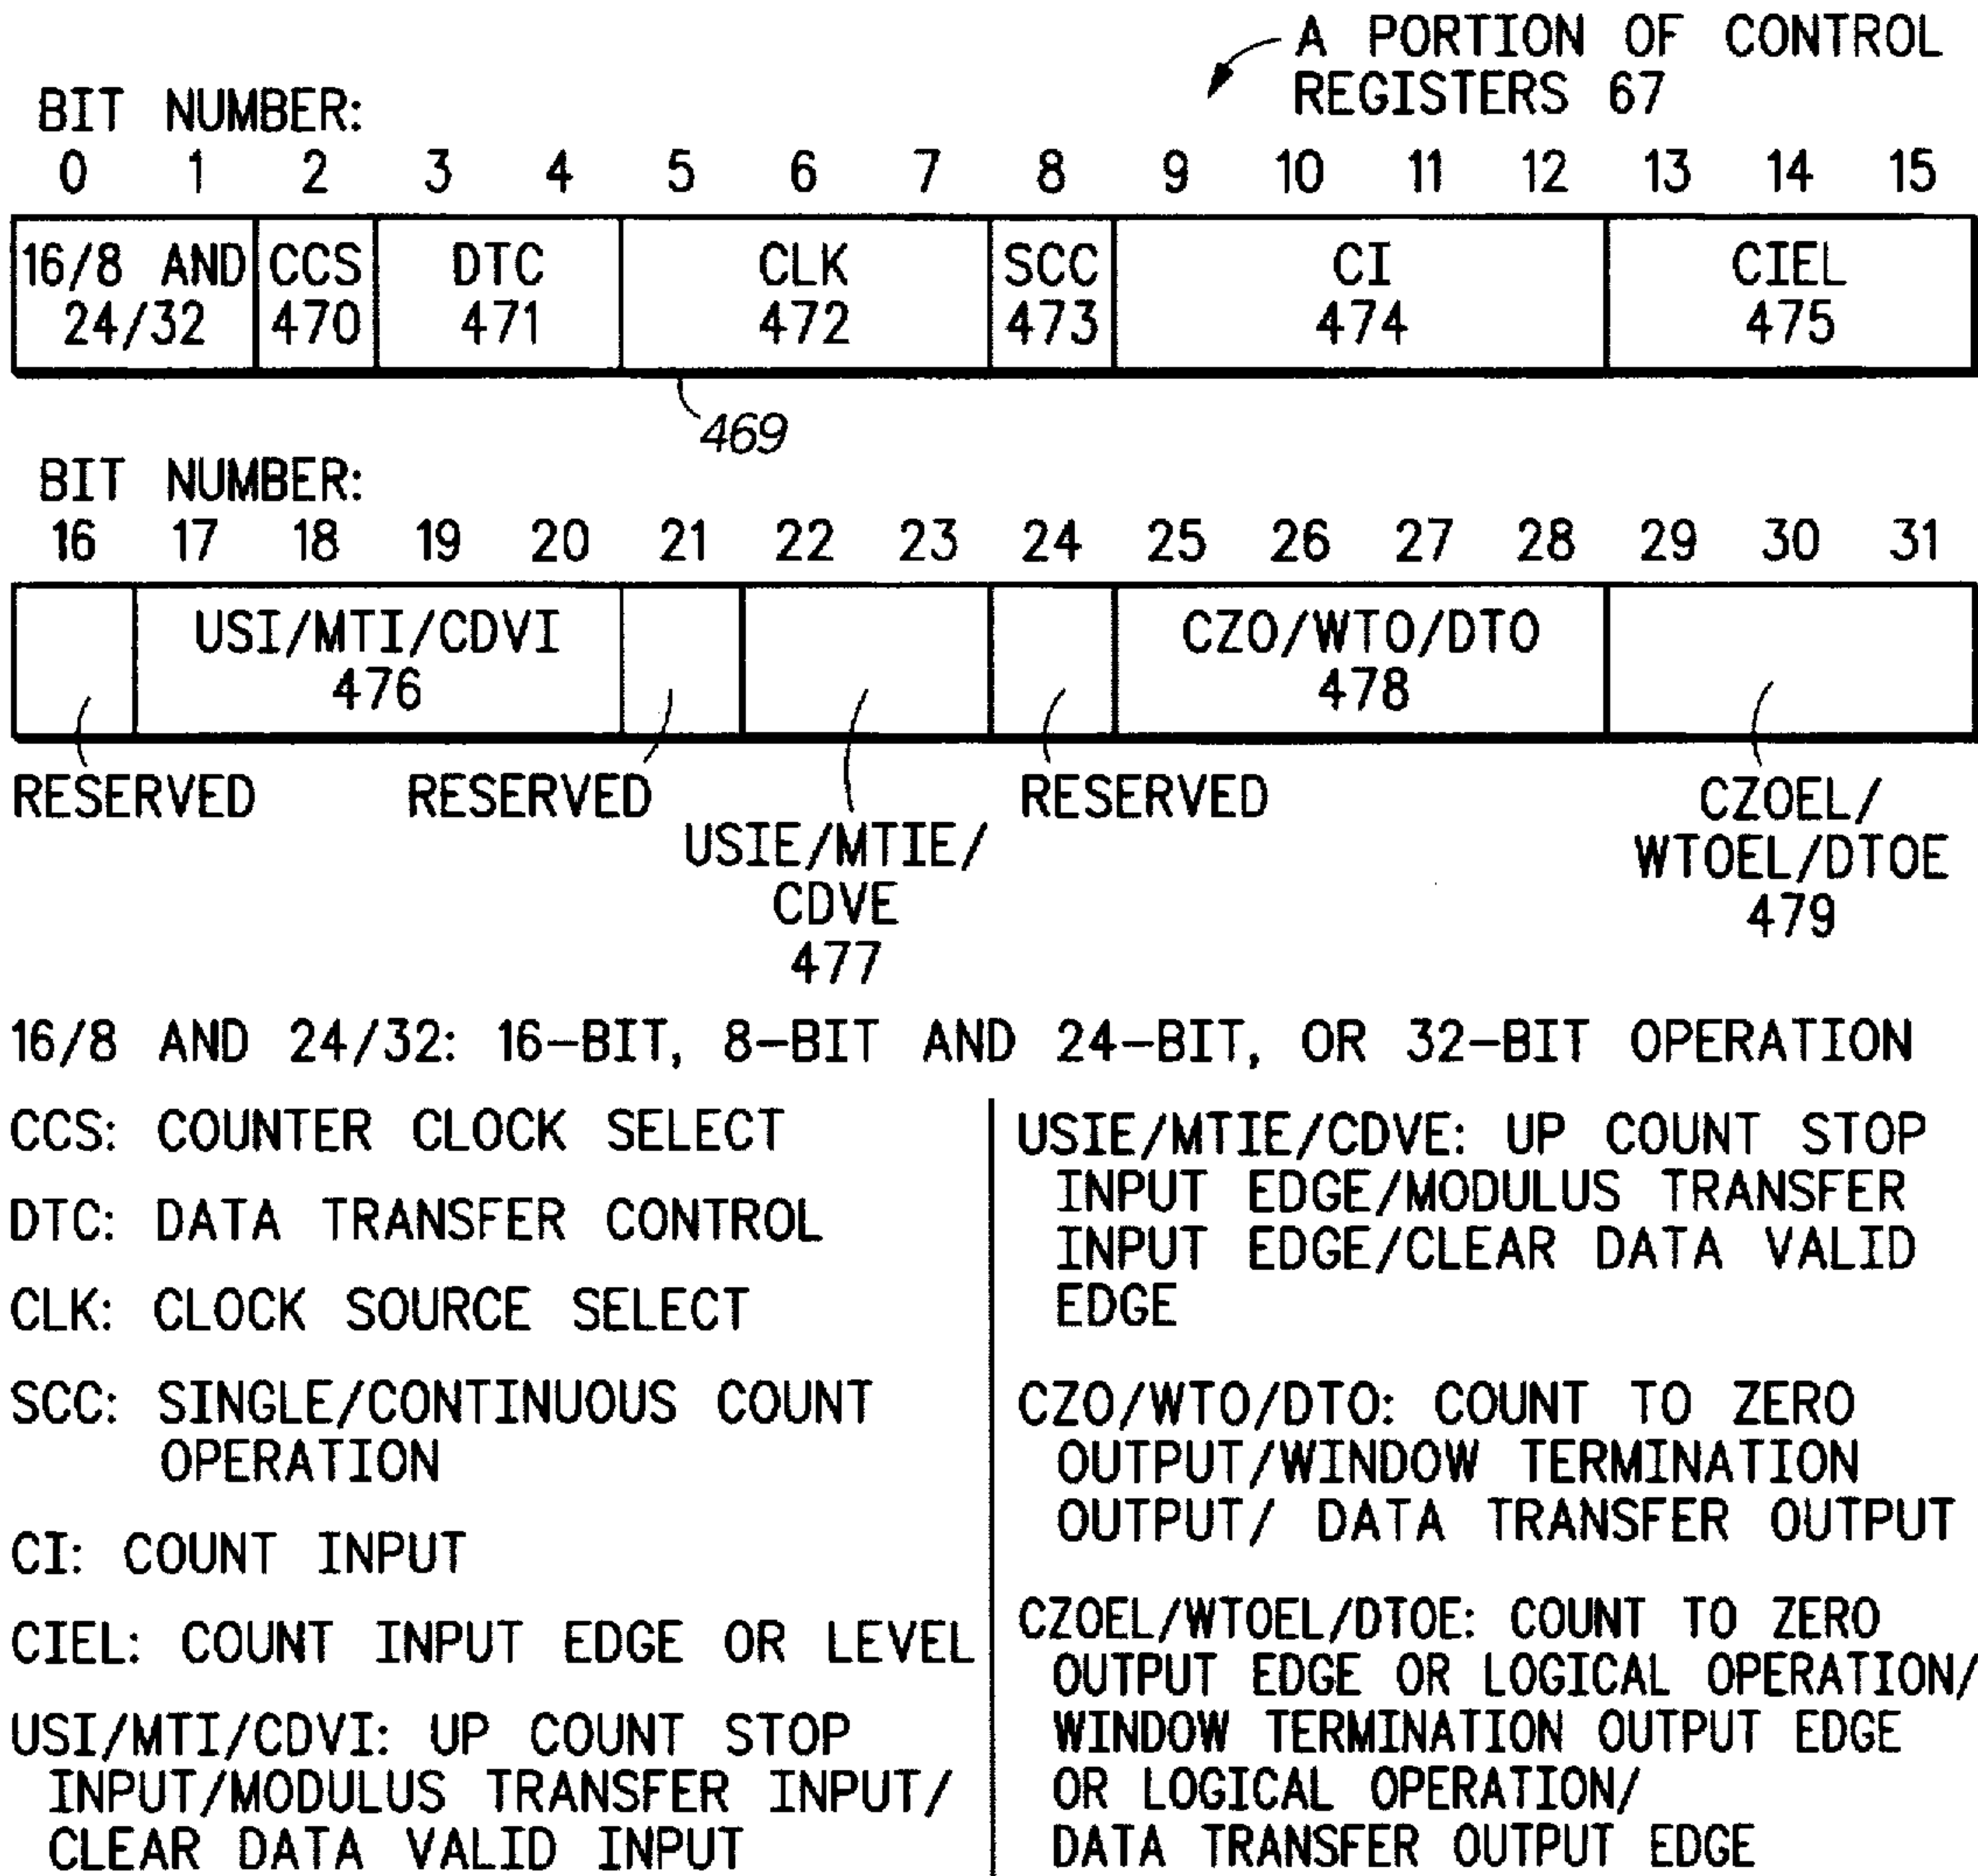 A PORTION OF CONTROL
REGISTERS 67
BIT NUMBER:
0 1 2 3 4 5 6 7 8 9 10 11 12 13 14 15
16/8 AND CCS DTC CLK SCC CI CIEL
24/32 470 471 472 473 474 475
469
BIT NUMBER:
16 17 18 19 20 21 22 23 24 25 26 27 28 29 30 31
USI/MTI/CDVI CZO/WTO/DTO
476 478
RESERVED RESERVED RESERVED CZOEL/
USIE/MTIE/ WTOEL/DTOE
CDVE 479
477
16/8 AND 24/32: 16-BIT, 8-BIT AND 24-BIT, OR 32-BIT OPERATION
CCS: COUNTER CLOCK SELECT
DTC: DATA TRANSFER CONTROL
CLK: CLOCK SOURCE SELECT
SCC: SINGLE/CONTINUOUS COUNT
OPERATION
CI: COUNT INPUT
CIEL: COUNT INPUT EDGE OR LEVEL
USI/MTI/CDVI: UP COUNT STOP
INPUT/MODULUS TRANSFER INPUT/
CLEAR DATA VALID INPUT
USIE/MTIE/CDVE: UP COUNT STOP
INPUT EDGE/MODULUS TRANSFER
INPUT EDGE/CLEAR DATA VALID
EDGE
CZO/WTO/DTO: COUNT TO ZERO
OUTPUT/WINDOW TERMINATION
OUTPUT/ DATA TRANSFER OUTPUT
CZOEL/WTOEL/DTOE: COUNT TO ZERO
OUTPUT EDGE OR LOGICAL OPERATION/
WINDOW TERMINATION OUTPUT EDGE
OR LOGICAL OPERATION/
DATA TRANSFER OUTPUT EDGE